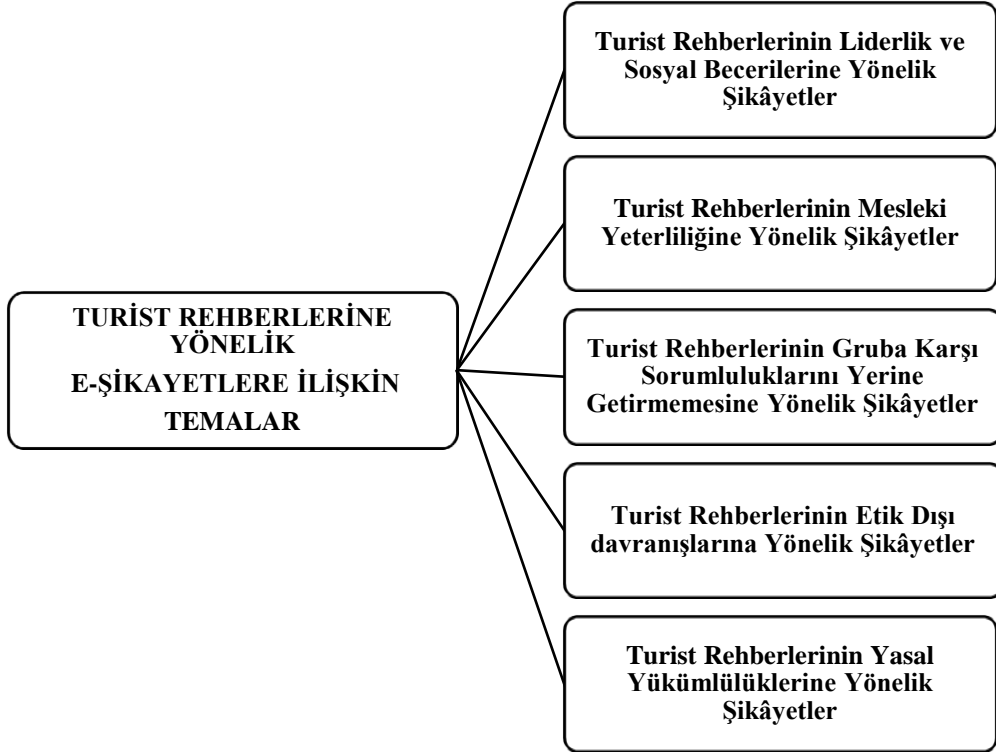 Turist Rehberlerinin Liderlik ve
Sosyal Becerilerine Yönelik
Şikâyetler
Turist Rehberlerinin Mesleki
Yeterliliğine Yönelik Şikâyetler
TURİST REHBERLERİNE
YÖNELİK
E-ŞİKAYETLERE İLİŞKİN
TEMALAR
Turist Rehberlerinin Gruba Karşı
Sorumluluklarını Yerine
Getirmemesine Yönelik Şikâyetler
Turist Rehberlerinin Etik Dışı
davranışlarına Yönelik Şikâyetler
Turist Rehberlerinin Yasal
Yükümlülüklerine Yönelik
Şikâyetler